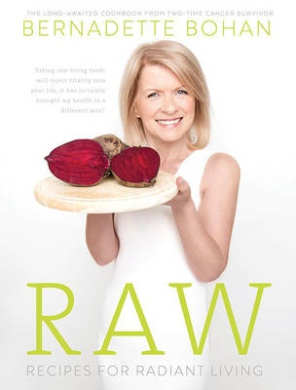 THE LONG-AWAITED COOKBOOK FROM TWO-TIME CANCER SURVIVOR
BERNADETTE BOHAN
Eating raw living foods
will inject vitality into
your life, it has certainly
brought my health to a
different level!
RAW
RECIPES FOR RADIANT LIVING